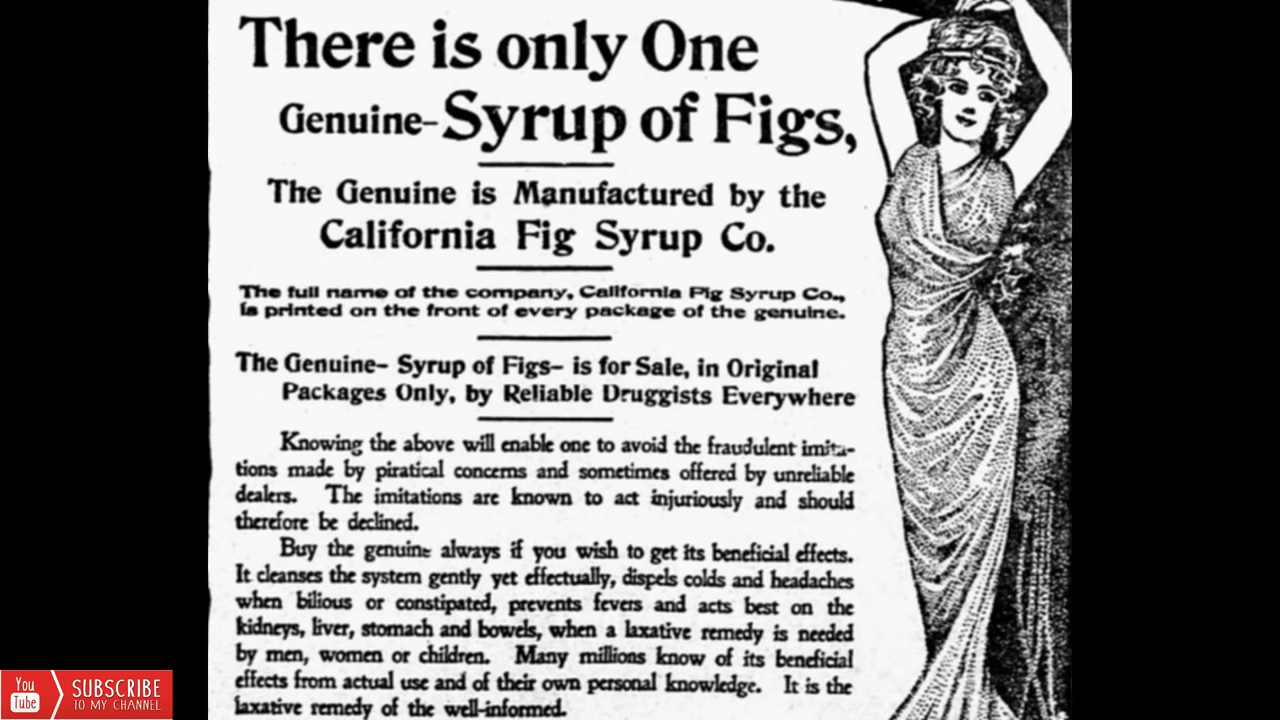 There is only One
Genuine-Syrup of Figs,
The Genuine is Manufactured by the
California Fig Syrup Co.
The full name of the company, California Fig Syrup Co.,
is printed on the front of every package of the genuine.
The Genuine- Syrup of Figs- is for Sale, in Original
Packages Only, by Reliable Druggists Everywhere
Knowing the above will enable one to avoid the fraudulent imita-
tions made by piratical concerns and sometimes offered by unreliable
dealers. The imitations are known to act injuriously and should
therefore be declined.
Buy the genuine always if you wish to get its beneficial effects.
It cleanses the system gently yet effectually, dispels colds and headaches
when bilious or constipated, prevents fevers and acts best on the
kidneys, liver, stomach and bowels, when a laxative remedy is needed
by men, women or children. Many millions know of its beneficial
effects from actual use and of their own personal knowledge. It is the
laxative remedy of the well-informed.
You
Tube
SUBSCRIBE
TO MY CHANNEL